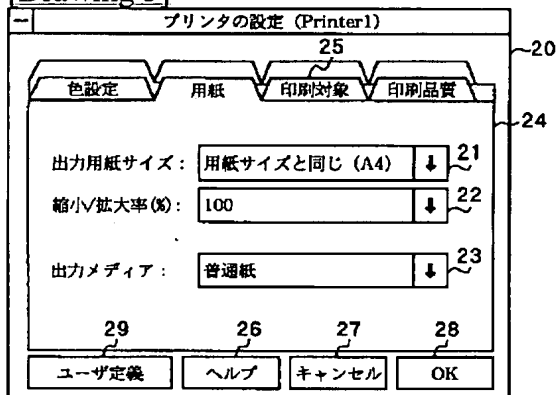 プリンタの設定 (Printer1)
20
25
色設定 用紙 印刷対象 印刷品質
24
出力用紙サイズ: 用紙サイズと同じ (A4) ↓ 21
縮小/拡大率(%): 100 ↓ 22
出力メディア: 普通紙 ↓ 23
29 26 27 28
ユーザ定義 ヘルプ キャンセル OK